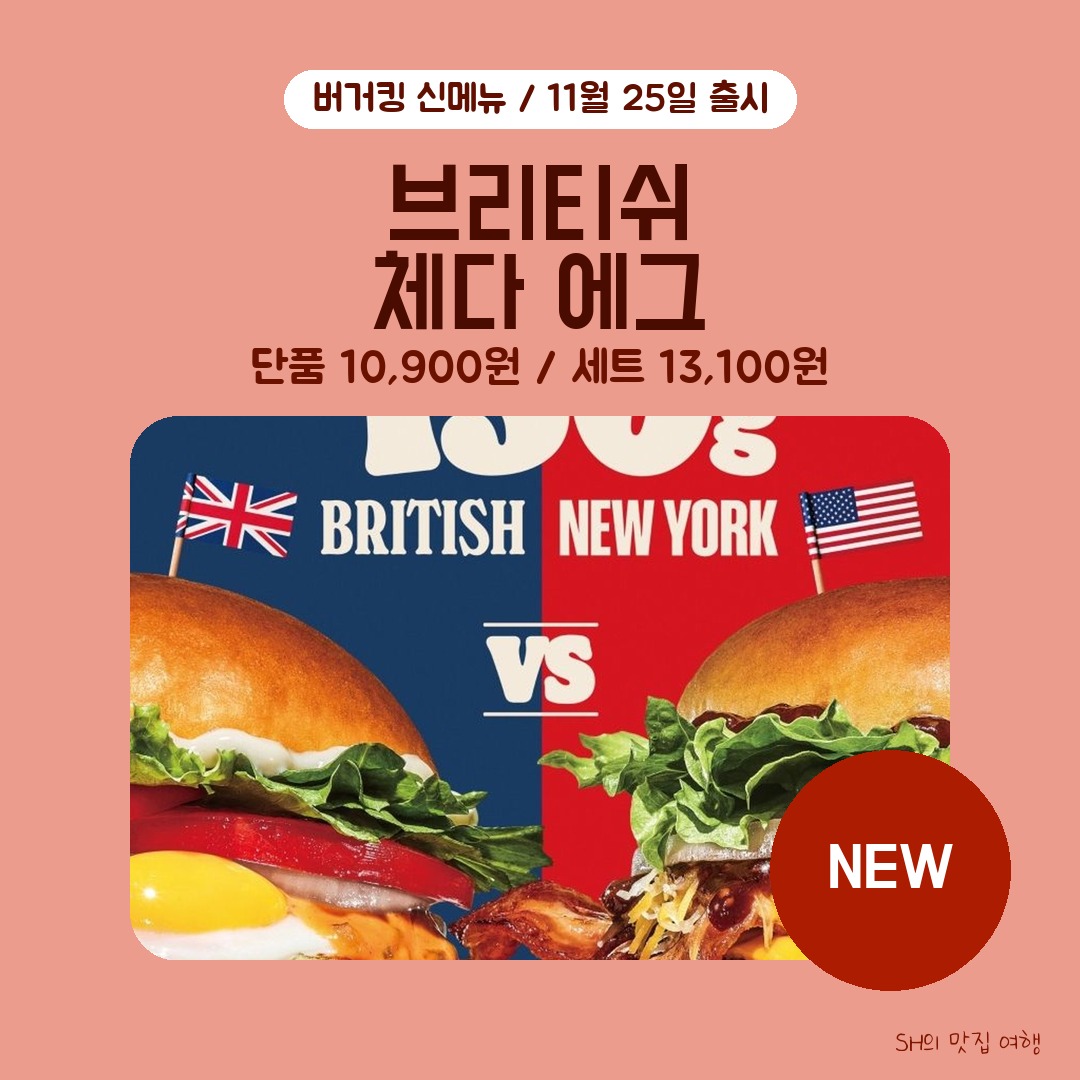 버거킹 신메뉴 / 11월 25일 출시
브리티쉬
체다 에그
단품 10,900원 / 세트 13,100원
BRITISH NEW YORK
VS
NEW
SH의 맛집 여행